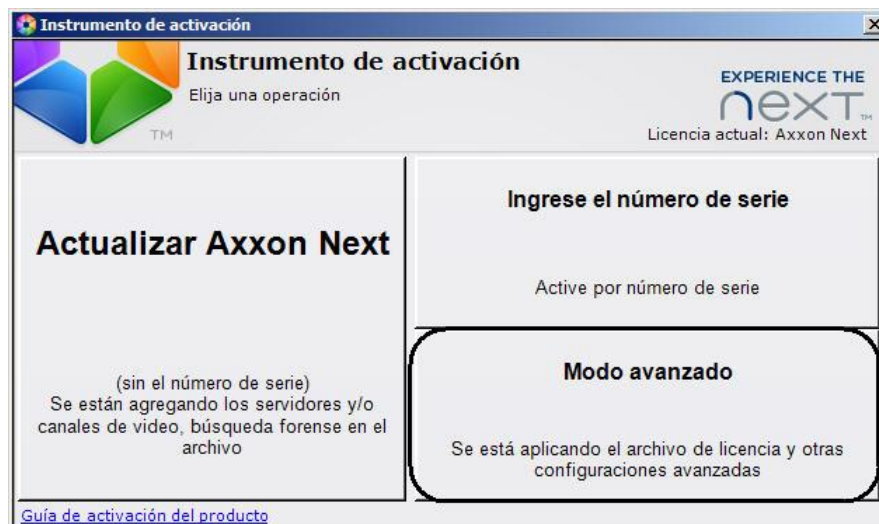 Instrumento de activación
Instrumento de activación
Elija una operación
TM
EXPERIENCE THE
next TM
Licencia actual: Axxon Next
Actualizar Axxon Next
(sin el número de serie)
Se están agregando los servidores y/o
canales de video, búsqueda forense en el
archivo
Ingrese el número de serie
Active por número de serie
Modo avanzado
Se está aplicando el archivo de licencia y otras
configuraciones avanzadas
Guía de activación del producto